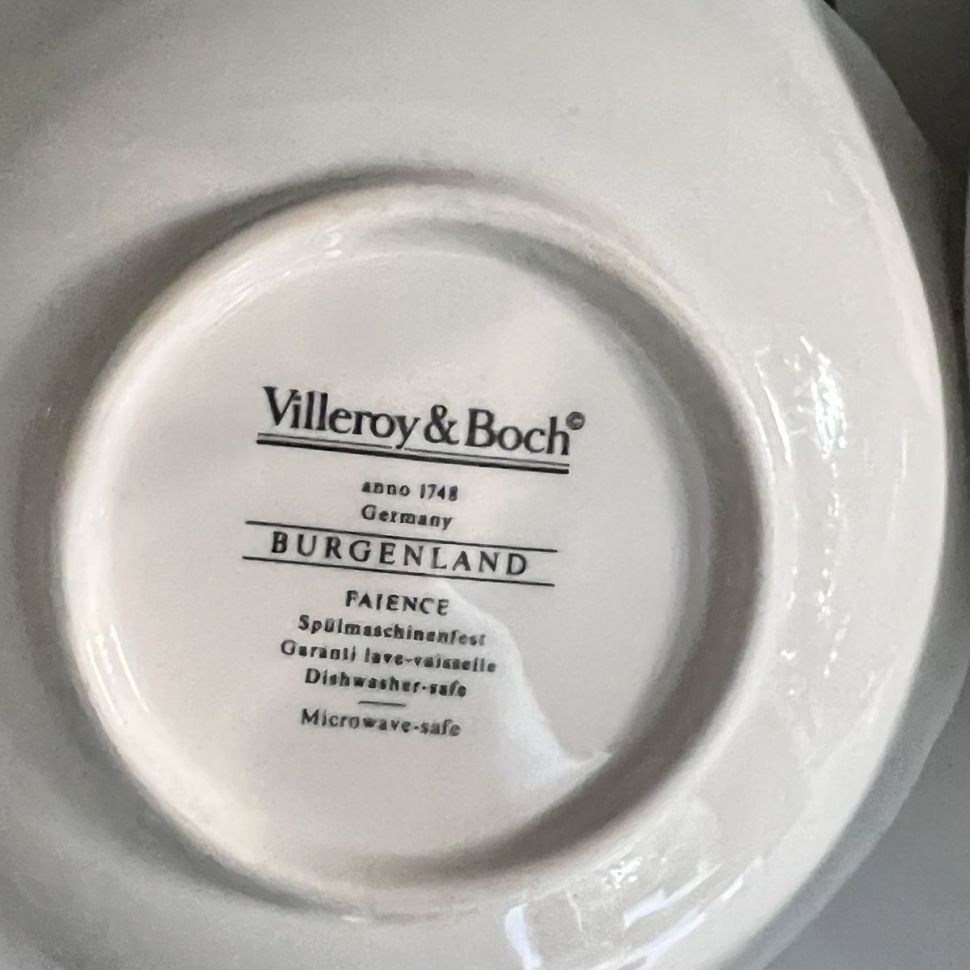 Villeroy & Boch©
anno 1748
Germany
BURGENLAND
FAIENCE
Spülmaschinenfest
Garanti lave-vaisselle
Dishwasher-safe
Microwave-safe